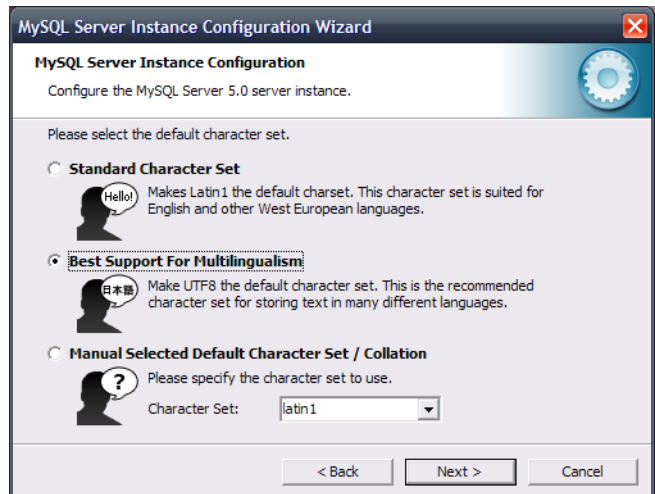 MySQL Server Instance Configuration Wizard
MySQL Server Instance Configuration
Configure the MySQL Server 5.0 server instance.
Please select the default character set.
Standard Character Set
Hello!
Makes Latin1 the default charset. This character set is suited for
English and other West European languages.
Best Support For Multilingualism
日本語
Make UTF8 the default character set. This is the recommended
character set for storing text in many different languages.
Manual Selected Default Character Set / Collation
?
Please specify the character set to use.
Character Set: latin1
< Back Next > Cancel